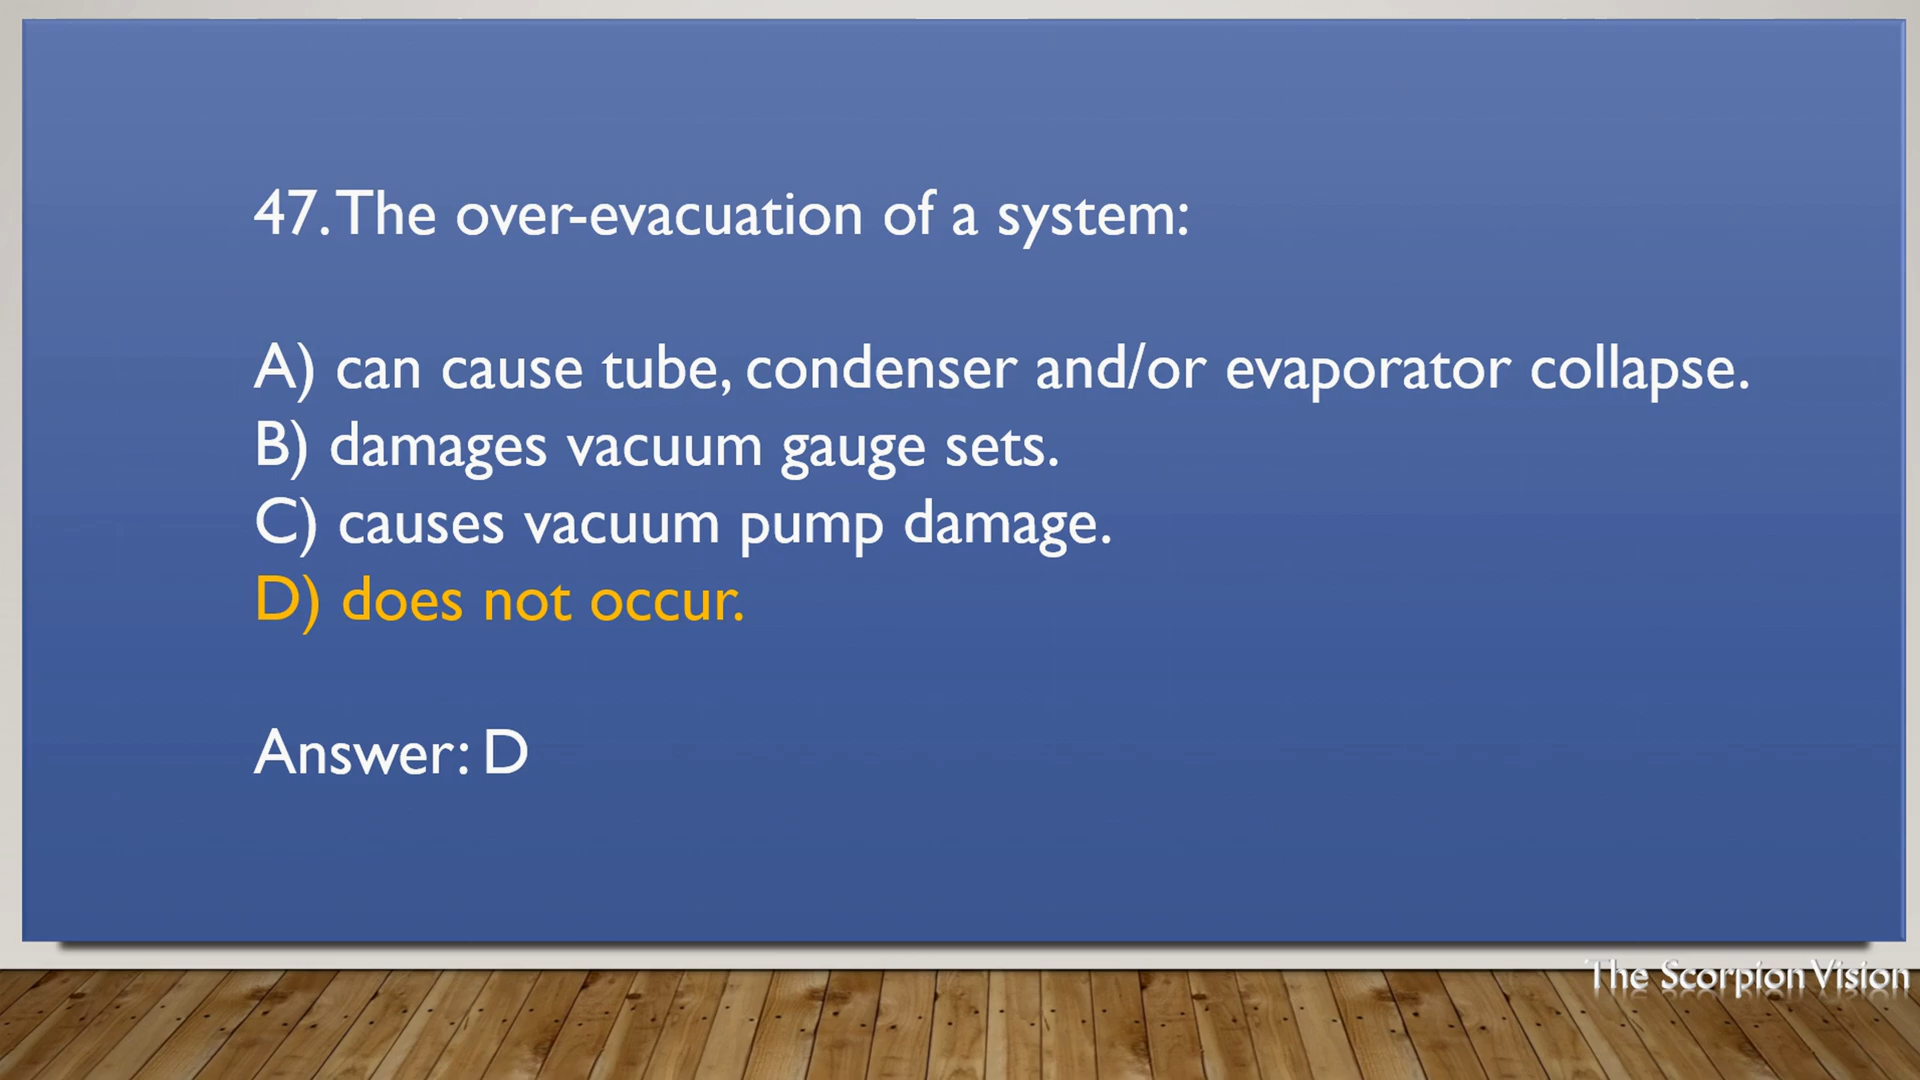 47. The over-evacuation of a system:
A) can cause tube, condenser and/or evaporator collapse.
B) damages vacuum gauge sets.
C) causes vacuum pump damage.
D) does not occur.
Answer: D
The Scorpion Vision